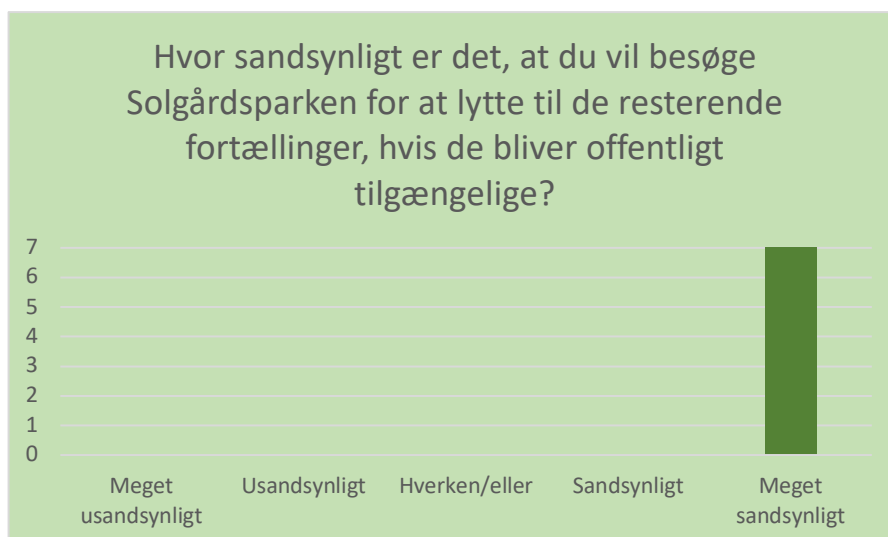 Hvor sandsynligt er det, at du vil besøge
Solgårdsparken for at lytte til de resterende
fortællinger, hvis de bliver offentligt
tilgængelige?
7
6
5
4
3
2
1
0
Meget
usandsynligt
Usandsynligt
Hverken/eller
Sandsynligt
Meget
sandsynligt